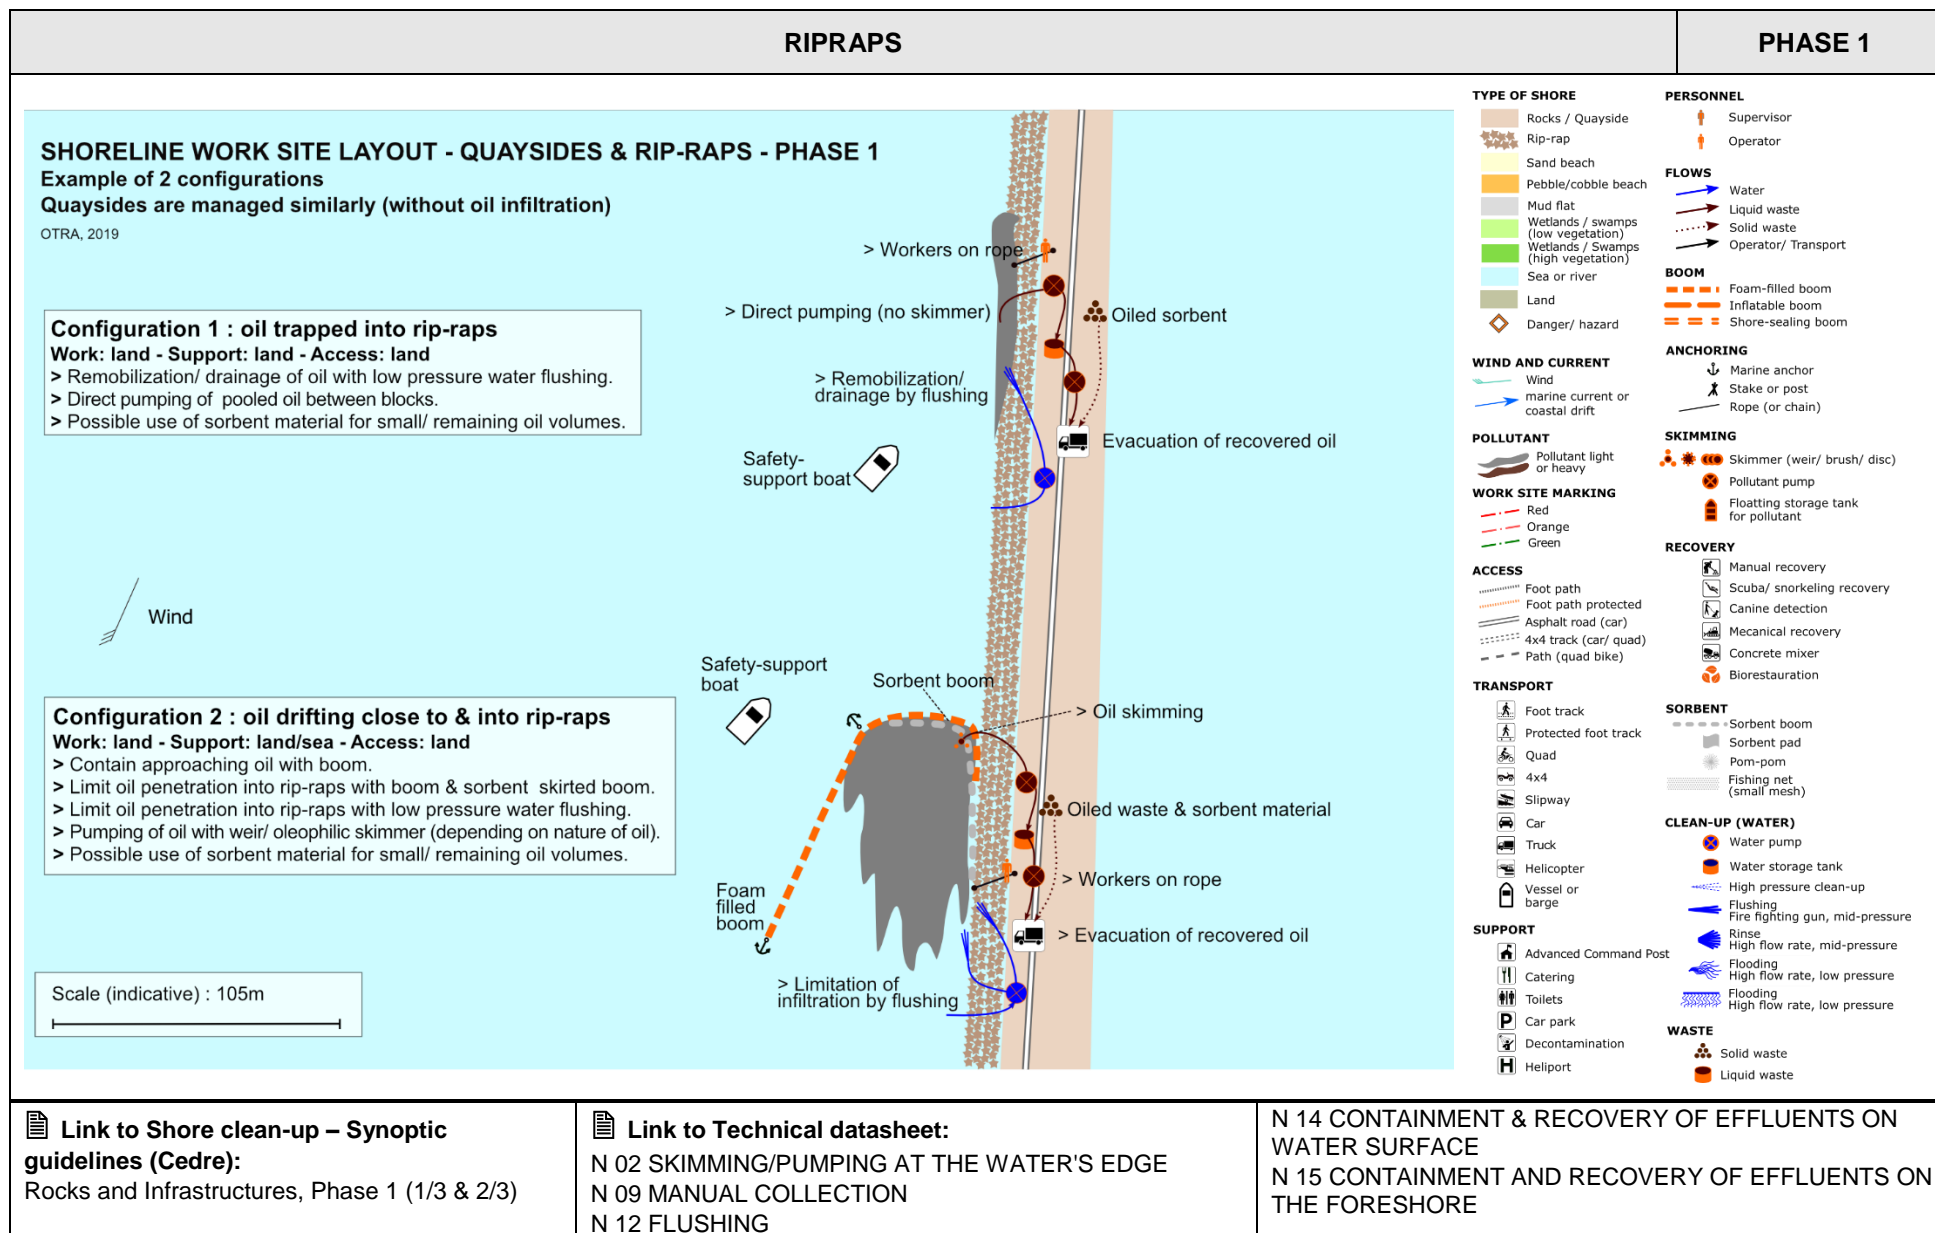 RIPRAPS
PHASE 1
SHORELINE WORK SITE LAYOUT - QUAYSIDES & RIP-RAPS - PHASE 1
Example of 2 configurations
Quaysides are managed similarly (without oil infiltration)
OTRA, 2019
> Workers on rope
> Direct pumping (no skimmer)
Oiled sorbent
Configuration 1 : oil trapped into rip-raps
Work: land - Support: land - Access: land
> Remobilization/ drainage of oil with low pressure water flushing.
> Direct pumping of pooled oil between blocks.
> Possible use of sorbent material for small/ remaining oil volumes.
> Remobilization/
drainage by flushing
Evacuation of recovered oil
Safety-
support boat
Wind
Safety-support
boat
Sorbent boom
> Oil skimming
Configuration 2 : oil drifting close to & into rip-raps
Work: land - Support: land/sea - Access: land
> Contain approaching oil with boom.
> Limit oil penetration into rip-raps with boom & sorbent skirted boom.
> Limit oil penetration into rip-raps with low pressure water flushing.
> Pumping of oil with weir/ oleophilic skimmer (depending on nature of oil).
> Possible use of sorbent material for small/ remaining oil volumes.
Oiled waste & sorbent material
> Workers on rope
Foam
filled
boom
> Evacuation of recovered oil
> Limitation of
infiltration by flushing
Scale (indicative) : 105m
TYPE OF SHORE
Rocks / Quayside
Rip-rap
Sand beach
Pebble/cobble beach
Mud flat
Wetlands / swamps
(low vegetation)
Wetlands / Swamps
(high vegetation)
Sea or river
Land
Danger/ hazard
WIND AND CURRENT
Wind
marine current or
coastal drift
POLLUTANT
Pollutant light
or heavy
WORK SITE MARKING
Red
Orange
Green
ACCESS
Foot path
Foot path protected
Asphalt road (car)
4x4 track (car/ quad)
Path (quad bike)
TRANSPORT
Foot track
Protected foot track
Quad
4x4
Slipway
Car
Truck
Helicopter
Vessel or
barge
SUPPORT
Advanced Command Post
Catering
Toilets
P Car park
Decontamination
H Heliport
PERSONNEL
Supervisor
Operator
FLOWS
Water
Liquid waste
Solid waste
Operator/ Transport
BOOM
Foam-filled boom
Inflatable boom
Shore-sealing boom
ANCHORING
Marine anchor
Stake or post
Rope (or chain)
SKIMMING
Skimmer (weir/ brush/ disc)
Pollutant pump
Floatting storage tank
for pollutant
RECOVERY
Manual recovery
Scuba/ snorkeling recovery
Canine detection
Mecanical recovery
Concrete mixer
Biorestauration
SORBENT
Sorbent boom
Sorbent pad
Pom-pom
Fishing net
(small mesh)
CLEAN-UP (WATER)
Water pump
Water storage tank
High pressure clean-up
Flushing
Fire fighting gun, mid-pressure
Rinse
High flow rate, mid-pressure
Flooding
High flow rate, low pressure
Flooding
High flow rate, low pressure
WASTE
Solid waste
Liquid waste
Link to Shore clean-up – Synoptic
guidelines (Cedre):
Rocks and Infrastructures, Phase 1 (1/3 & 2/3)
Link to Technical datasheet:
N 02 SKIMMING/PUMPING AT THE WATER'S EDGE
N 09 MANUAL COLLECTION
N 12 FLUSHING
N 14 CONTAINMENT & RECOVERY OF EFFLUENTS ON
WATER SURFACE
N 15 CONTAINMENT AND RECOVERY OF EFFLUENTS ON
THE FORESHORE